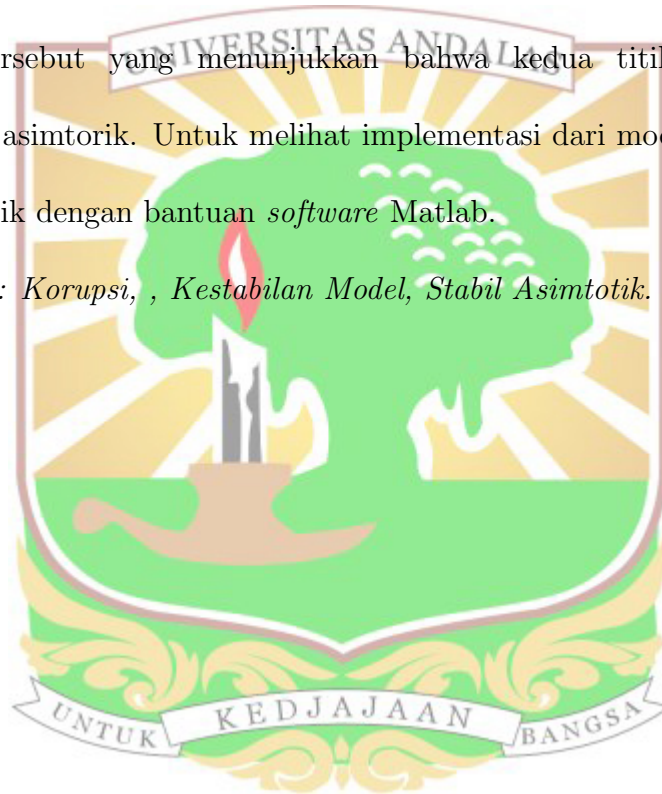 UNIVERSITAS ANDALAS
rsebut yang menunjukkan bahwa kedua titi
asimtorik. Untuk melihat implementasi dari mo
ik dengan bantuan software Matlab.
: Korupsi, , Kestabilan Model, Stabil Asimtotik.
UNTUK KEDJAJAAN BANGSA